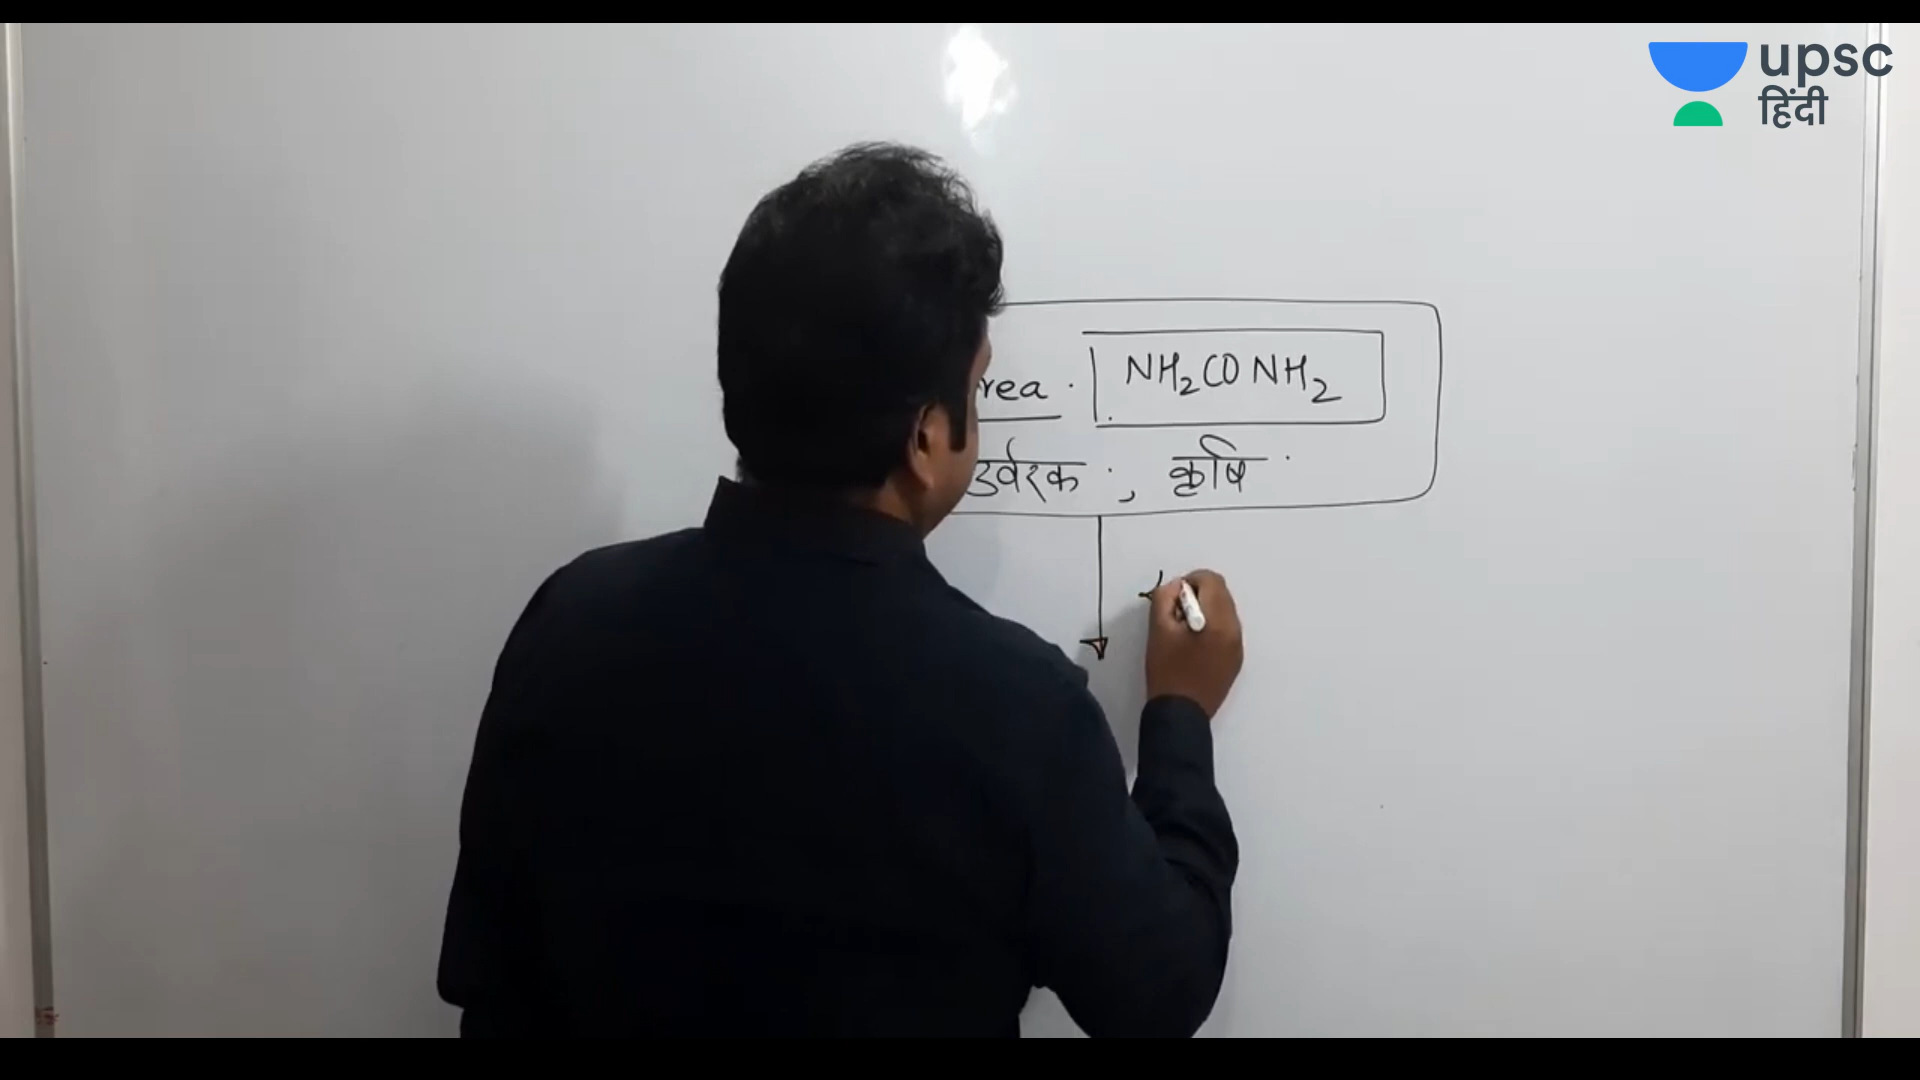 upsc
हिंदी
rea. NH₂CONH₂
उर्वरक , कृषि